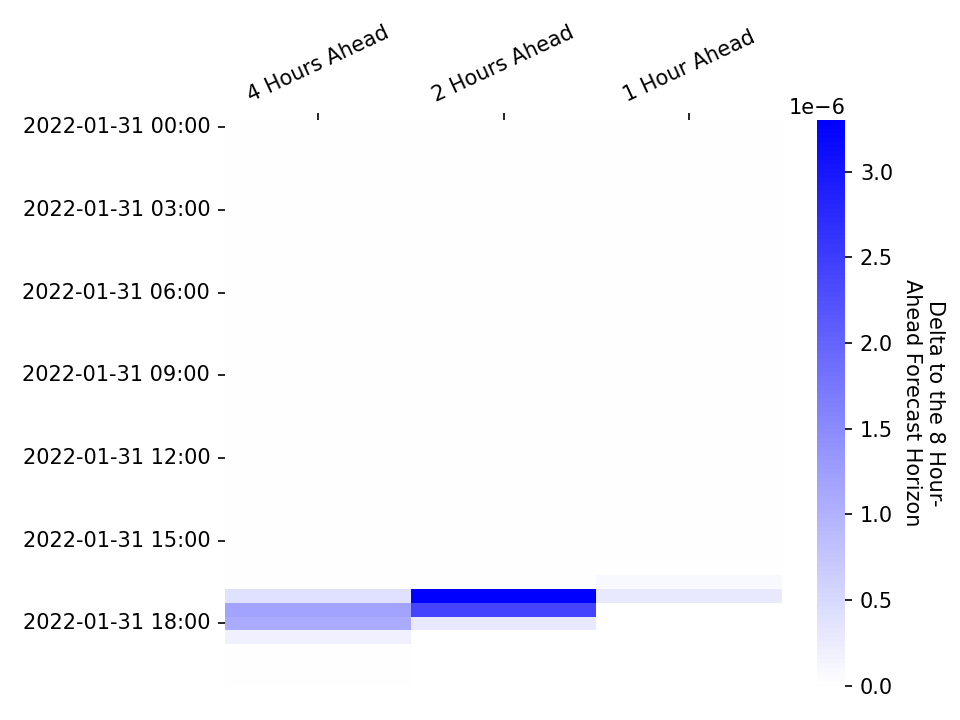 4 Hours Ahead
2 Hours Ahead
1 Hour Ahead
1e−6
2022-01-31 00:00
2022-01-31 03:00
2022-01-31 06:00
2022-01-31 09:00
2022-01-31 12:00
2022-01-31 15:00
2022-01-31 18:00
3.0
2.5
2.0
1.5
1.0
0.5
0.0
Delta to the 8 Hour-
Ahead Forecast Horizon